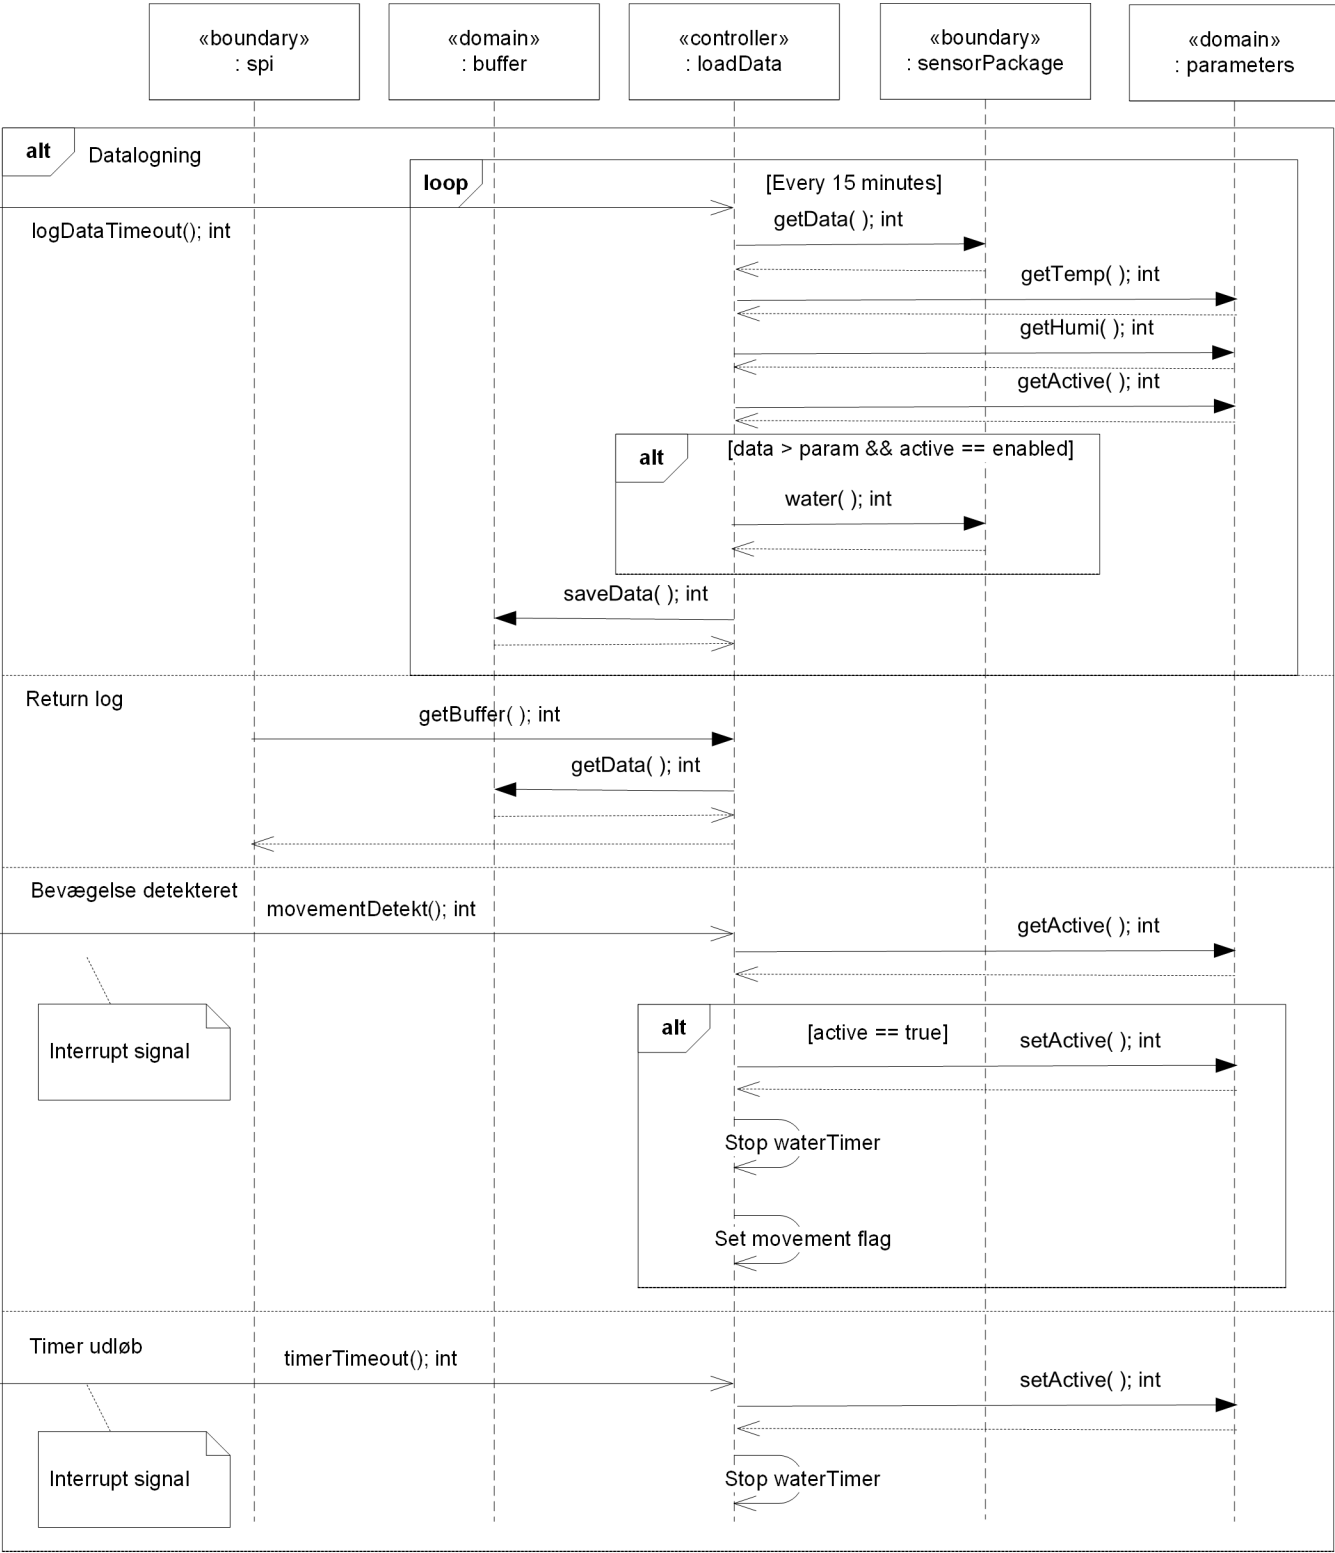 «boundary»
: spi
«domain»
: buffer
«controller»
: loadData
«boundary»
: sensorPackage
«domain»
: parameters
alt
Datalogning
loop
[Every 15 minutes]
logDataTimeout(); int
getData( ); int
getTemp( ); int
getHumi( ); int
getActive( ); int
alt
[data > param && active == enabled]
water( ); int
saveData( ); int
Return log
getBuffer( ); int
getData( ); int
Bevægelse detekteret
movementDetekt(); int
getActive( ); int
Interrupt signal
alt
[active == true]
setActive( ); int
Stop waterTimer
Set movement flag
Timer udløb
timerTimeout(); int
setActive( ); int
Interrupt signal
Stop waterTimer